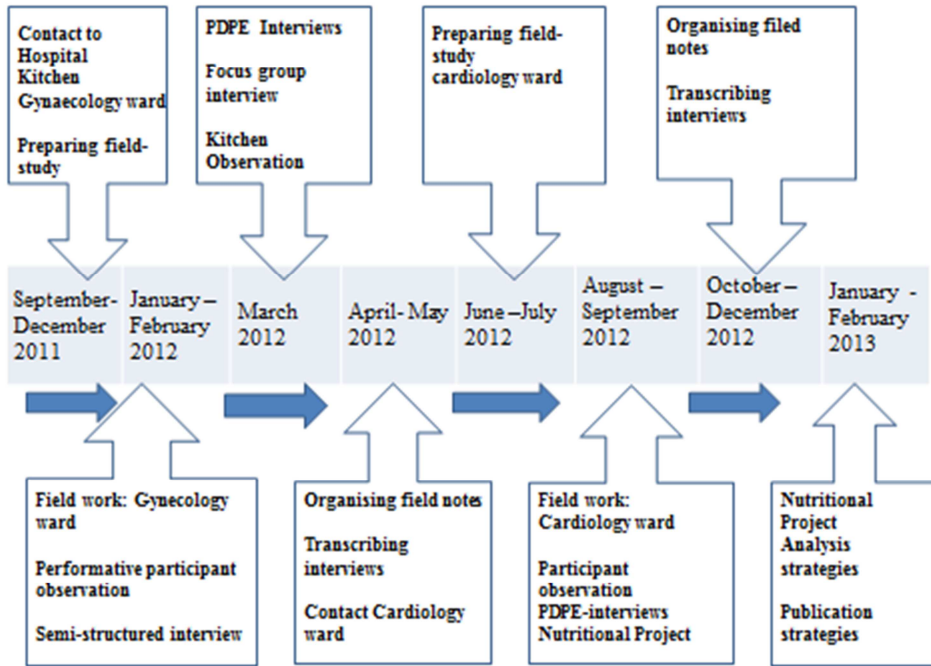 Contact to
Hospital
Kitchen
Gynaecology ward
Preparing field-
study
PDPE Interviews
Focus group
interview
Kitchen
Observation
Preparing field-
study
cardiology ward
Organising filed
notes
Transcribing
interviews
September-
December
2011
January –
February
2012
March
2012
April- May
2012
June –July
2012
August –
September
2012
October –
December
2012
January -
February
2013
Field work: Gynecology
ward
Performative participant
observation
Semi-structured interview
Organising field notes
Transcribing
interviews
Contact Cardiology
ward
Field work:
Cardiology ward
Participant
observation
PDPE-interviews
Nutritional Project
Nutritional
Project
Analysis
strategies
Publication
strategies